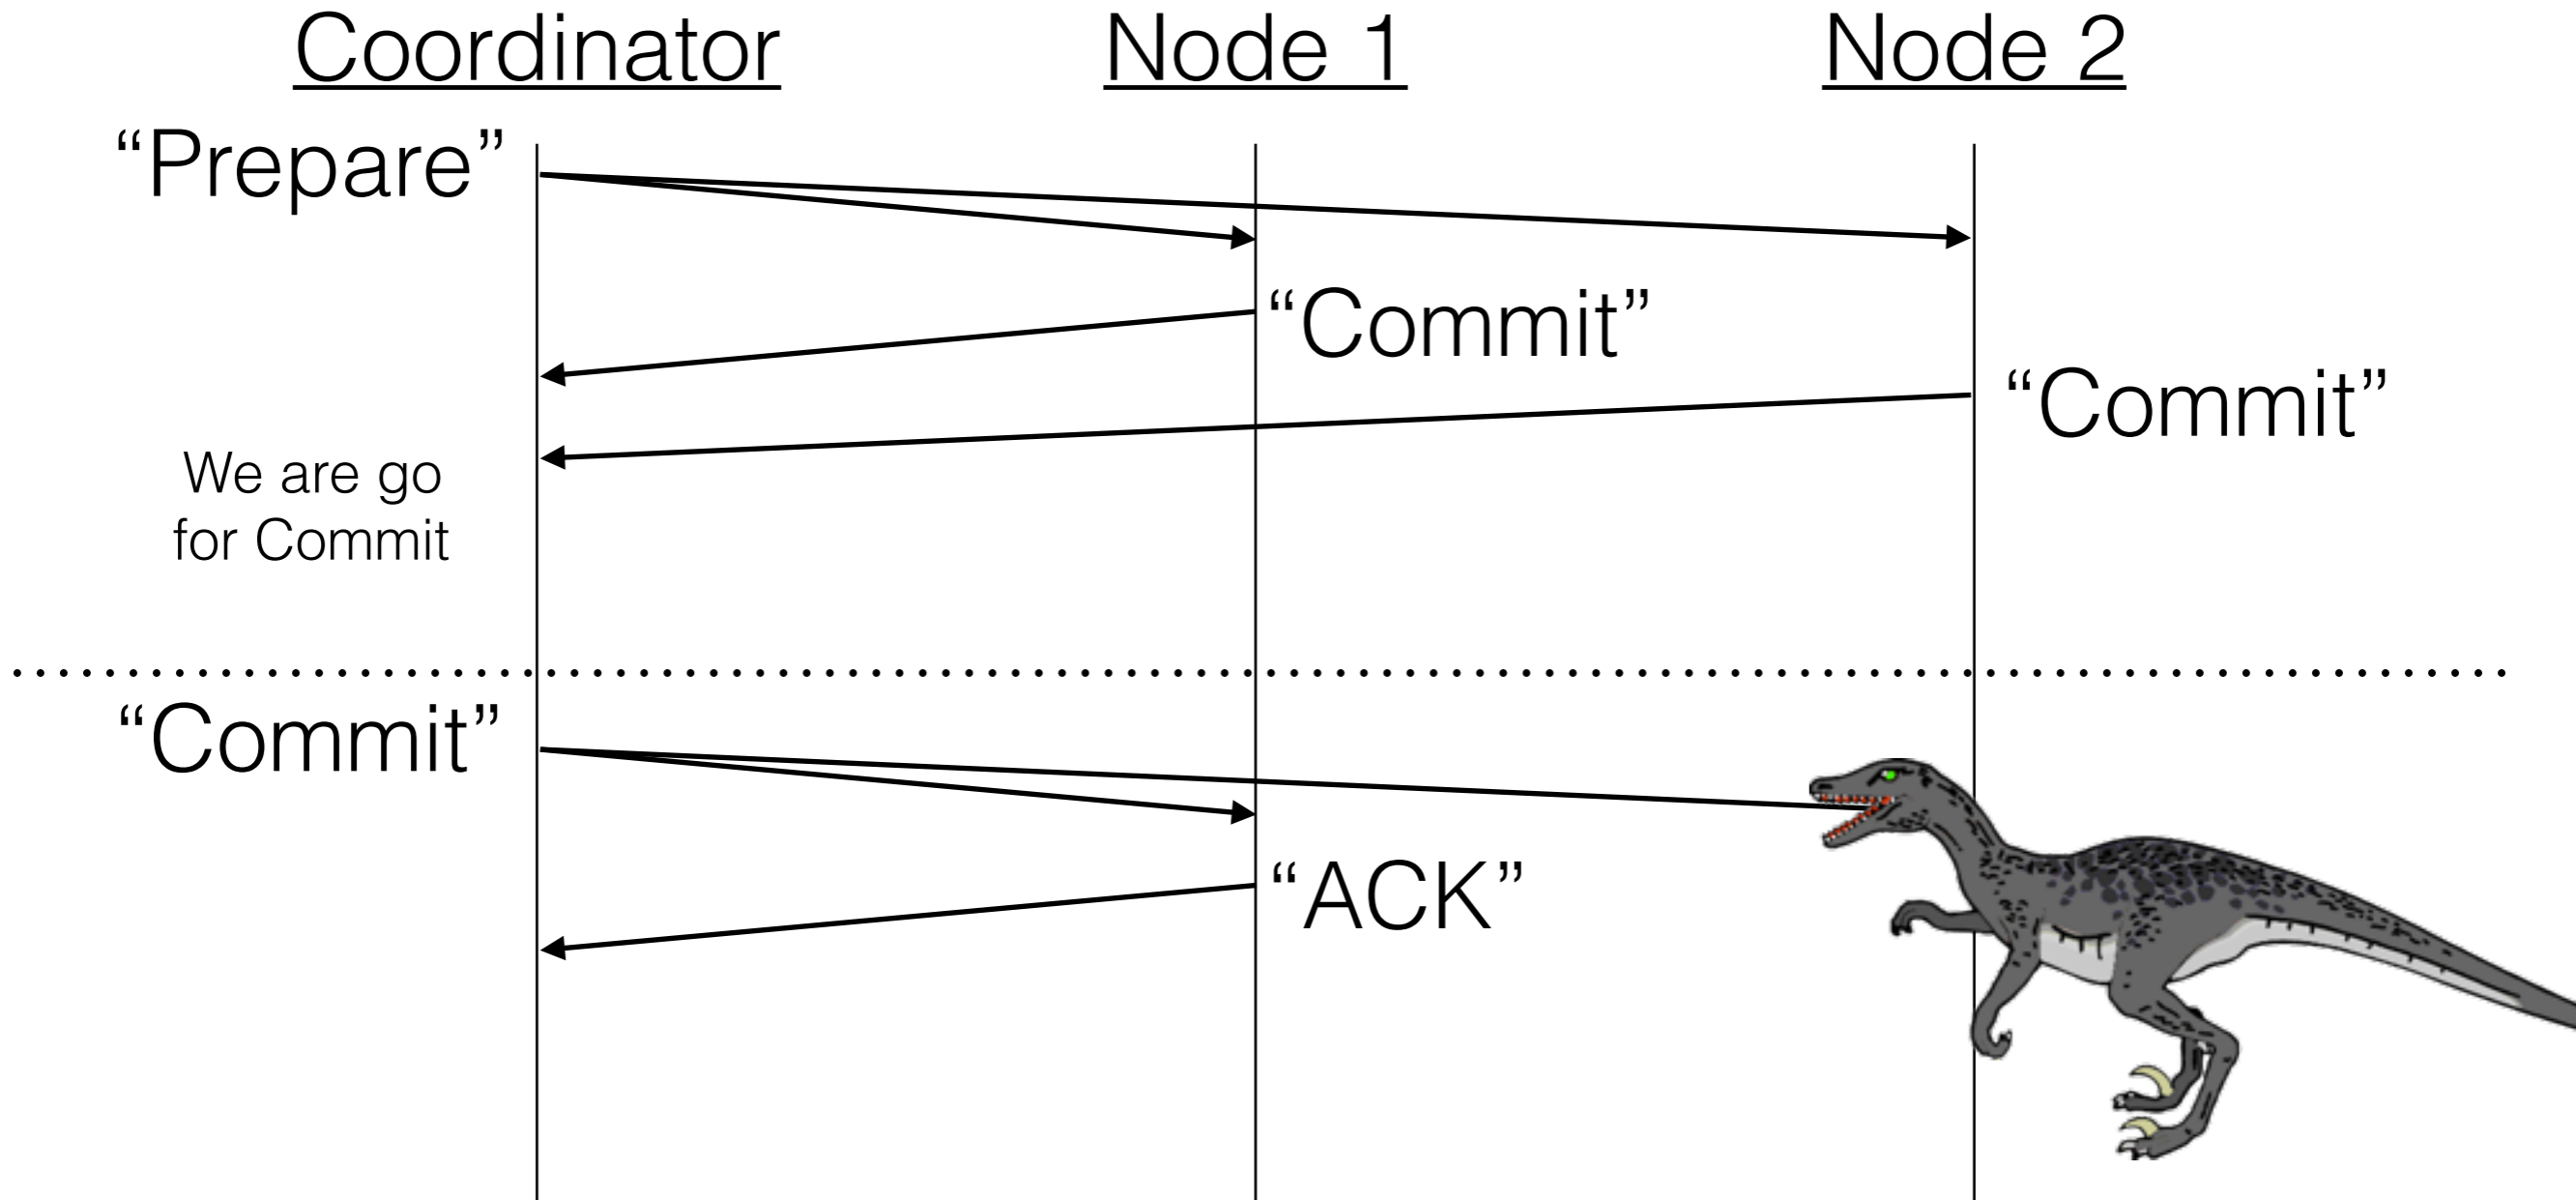 Coordinator
Node 1
Node 2
“Prepare”
“Commit”
“Commit”
We are go
for Commit
“Commit”
“ACK”